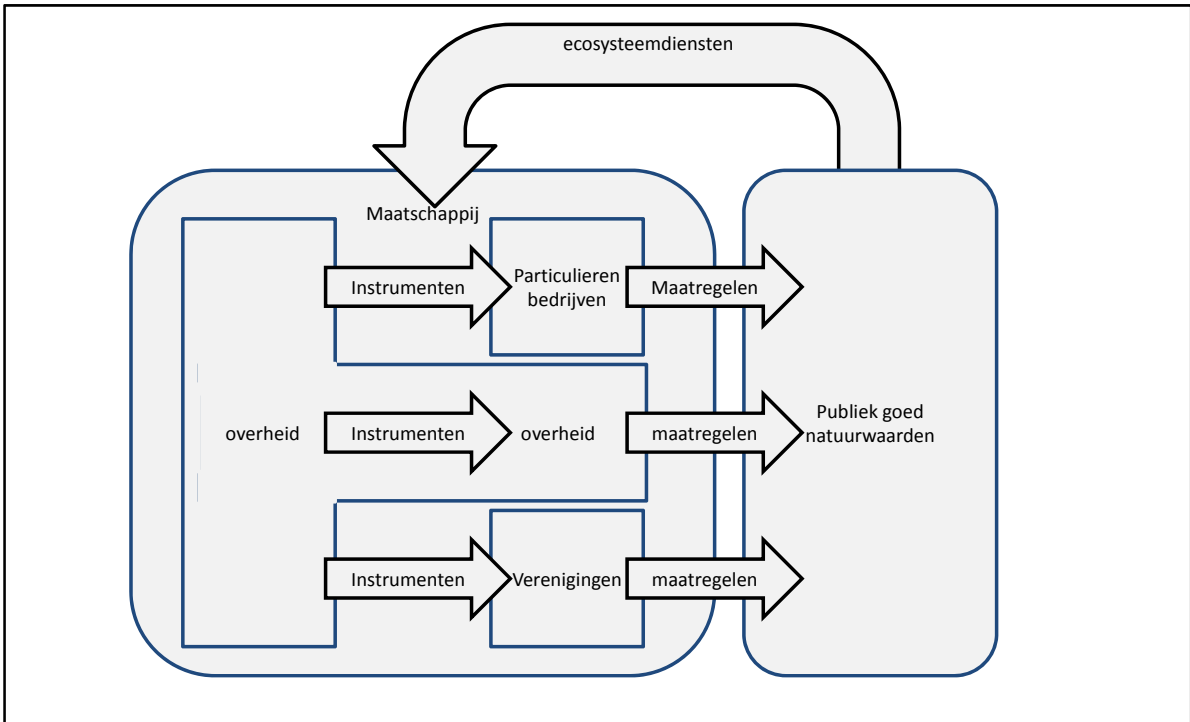 ecosysteemdiensten
Maatschappij
Instrumenten
Particulieren
bedrijven
Maatregelen
overheid
Instrumenten
overheid
maatregelen
Publiek goed
natuurwaarden
Instrumenten
Verenigingen
maatregelen